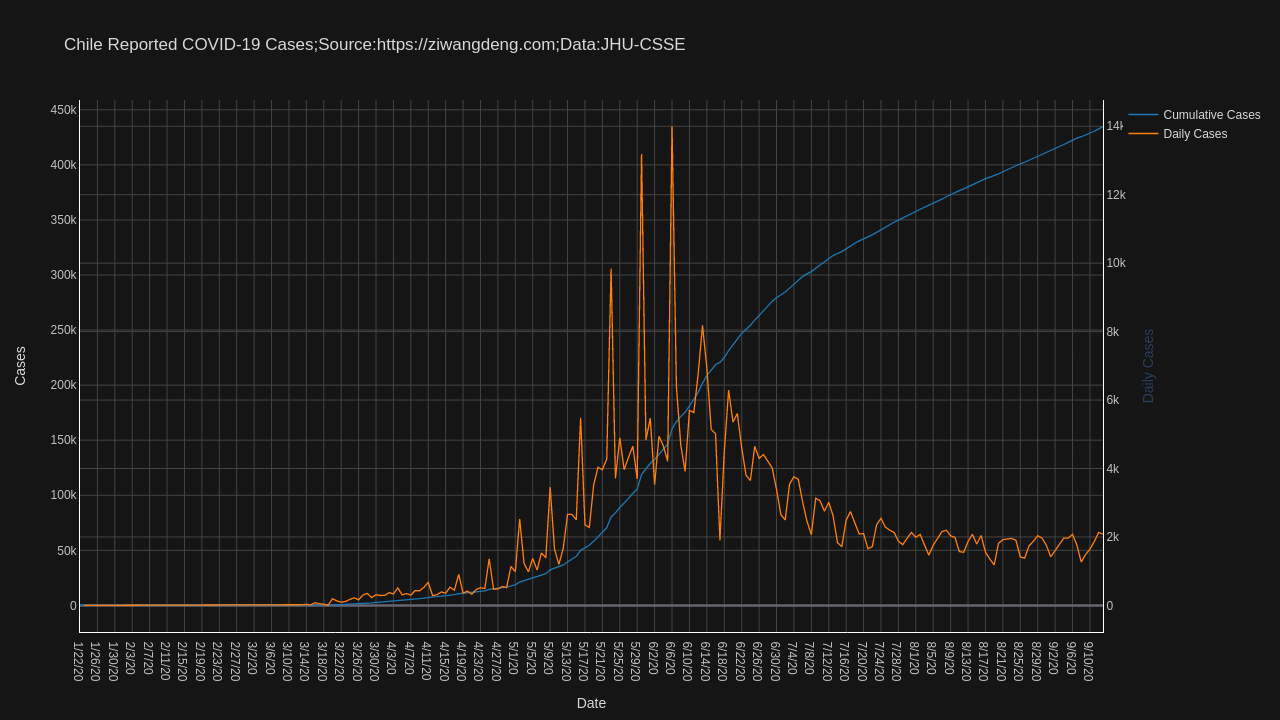 Chile Reported COVID-19 Cases;Source:https://ziwangdeng.com;Data:JHU-CSSE
Cumulative Cases
Daily Cases
450k
400k
350k
300k
250k
200k
150k
100k
50k
0
Cases
14k
12k
10k
8k
6k
4k
2k
0
Daily Cases
1/22/20
1/26/20
1/30/20
2/3/20
2/7/20
2/11/20
2/15/20
2/19/20
2/23/20
2/27/20
3/2/20
3/6/20
3/10/20
3/14/20
3/18/20
3/22/20
3/26/20
3/30/20
4/3/20
4/7/20
4/11/20
4/15/20
4/19/20
4/23/20
4/27/20
5/1/20
5/5/20
5/9/20
5/13/20
5/17/20
5/21/20
5/25/20
5/29/20
6/2/20
6/6/20
6/10/20
6/14/20
6/18/20
6/22/20
6/26/20
6/30/20
7/4/20
7/8/20
7/12/20
7/16/20
7/20/20
7/24/20
7/28/20
8/1/20
8/5/20
8/9/20
8/13/20
8/17/20
8/21/20
8/25/20
8/29/20
9/2/20
9/6/20
9/10/20
Date